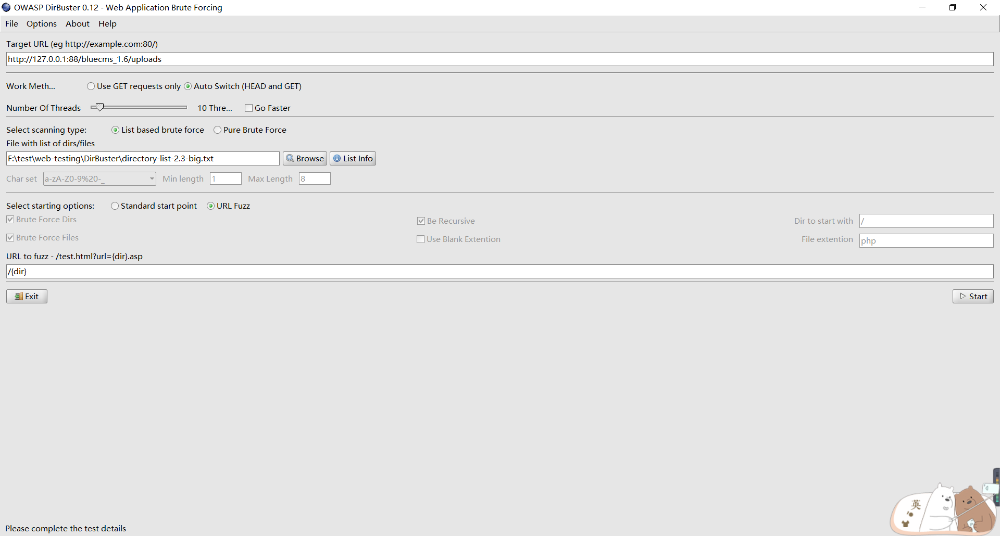 OWASP DirBuster 0.12 - Web Application Brute Forcing
File Options About Help
Target URL (eg http://example.com:80/)
http://127.0.0.1:88/bluecms_1.6/uploads
Work Meth... Use GET requests only Auto Switch (HEAD and GET)
Number Of Threads 10 Thre... Go Faster
Select scanning type: List based brute force Pure Brute Force
File with list of dirs/files
F:\test\web-testing\DirBuster\directory-list-2.3-big.txt Browse List Info
Char set a-zA-Z0-9%20-_ Min length 1 Max Length 8
Select starting options: Standard start point URL Fuzz
Brute Force Dirs Be Recursive Dir to start with /
Brute Force Files Use Blank Extention File extention php
URL to fuzz - /test.html?url={dir}.asp
/{dir}
Exit Start
英
Please complete the test details